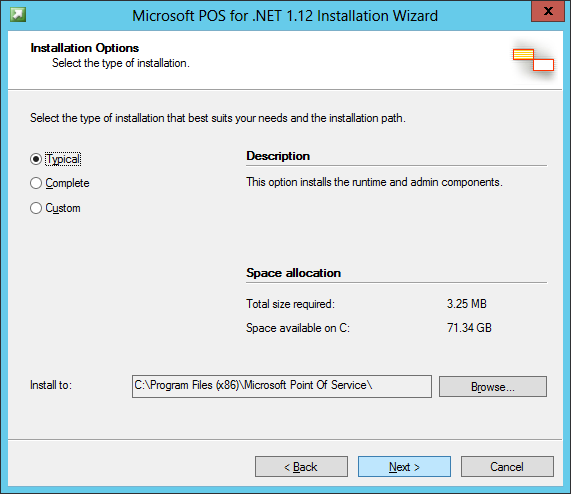 Microsoft POS for .NET 1.12 Installation Wizard
x
Installation Options
Select the type of installation.
Select the type of installation that best suits your needs and the installation path.
Typical
Complete
Custom
Description
This option installs the runtime and admin components.
Space allocation
Total size required: 3.25 MB
Space available on C: 71.34 GB
Install to: C:\Program Files (x86)\Microsoft Point Of Service\ Browse...
< Back Next > Cancel